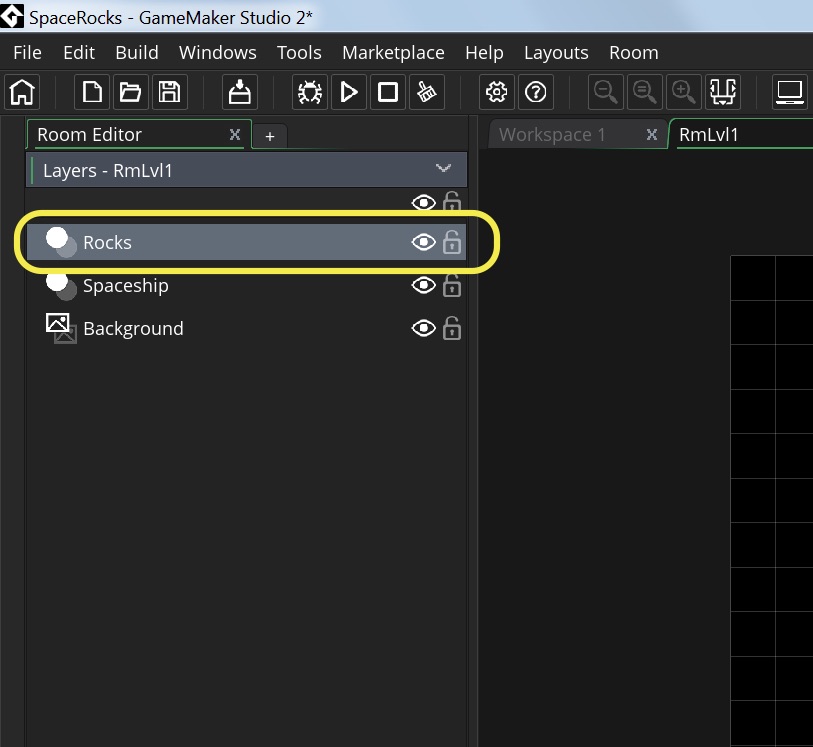 SpaceRocks - GameMaker Studio 2*
File Edit Build Windows Tools Marketplace Help Layouts Room
Room Editor x + Workspace 1 x RmLvl1
Layers - RmLvl1
Rocks
Spaceship
Background